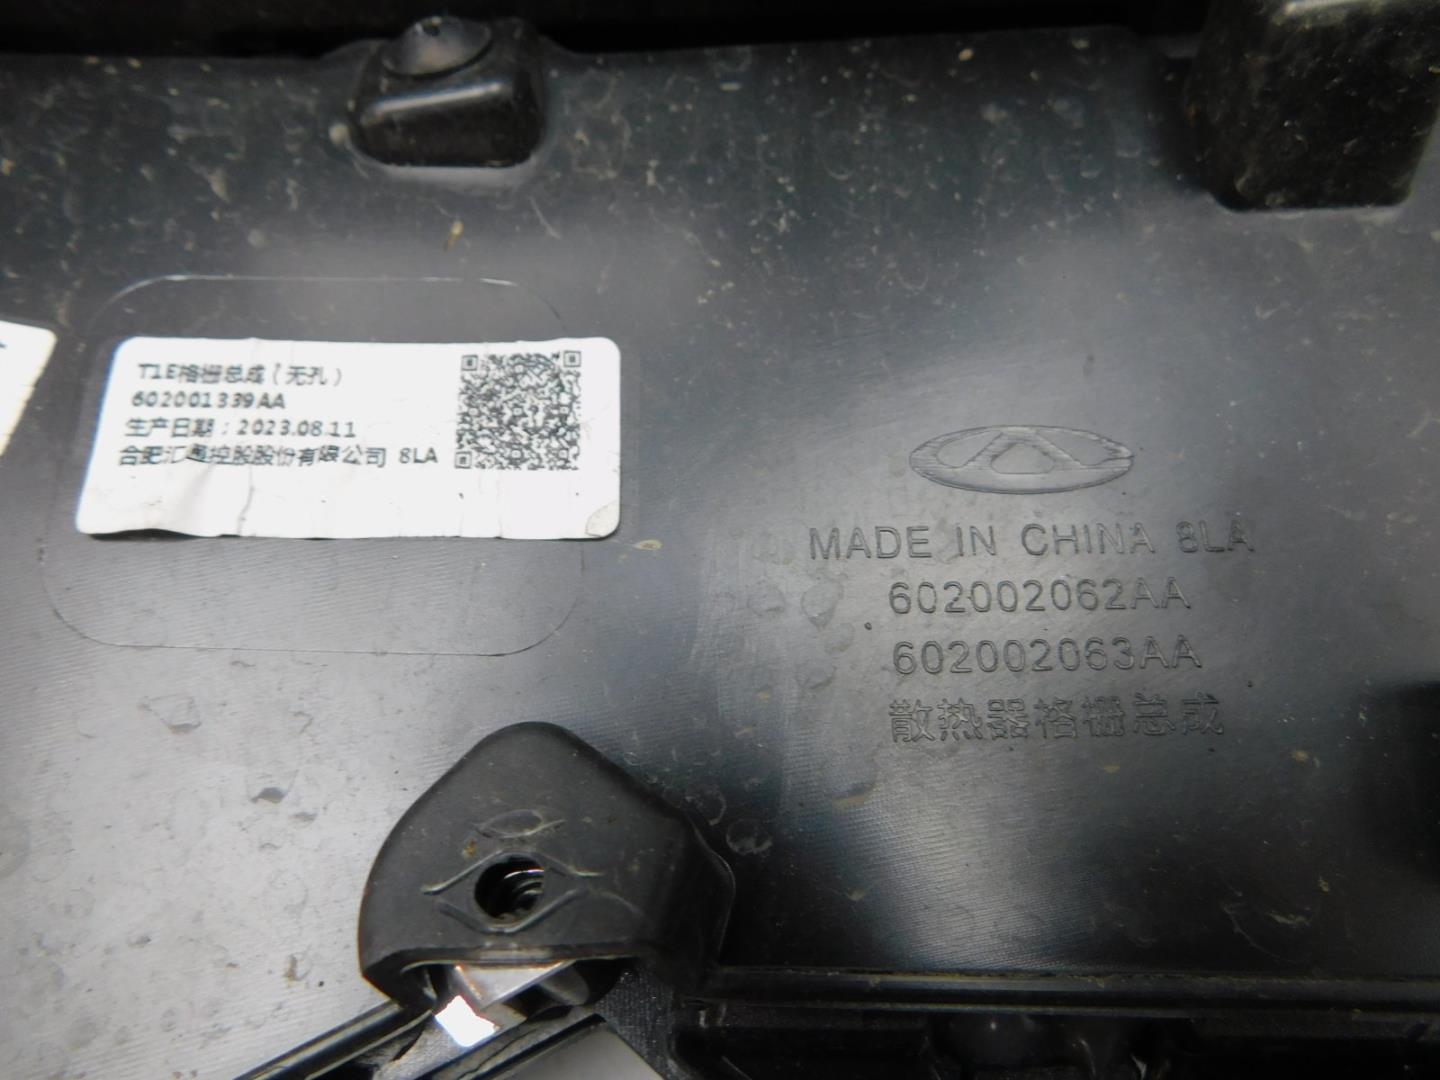 T1E格栅总成（无孔）
602001339AA
生产日期：2023.08.11
合肥汇通控股股份有限公司 8LA
MADE IN CHINA 8LA
602002062AA
602002063AA
散热器格栅总成